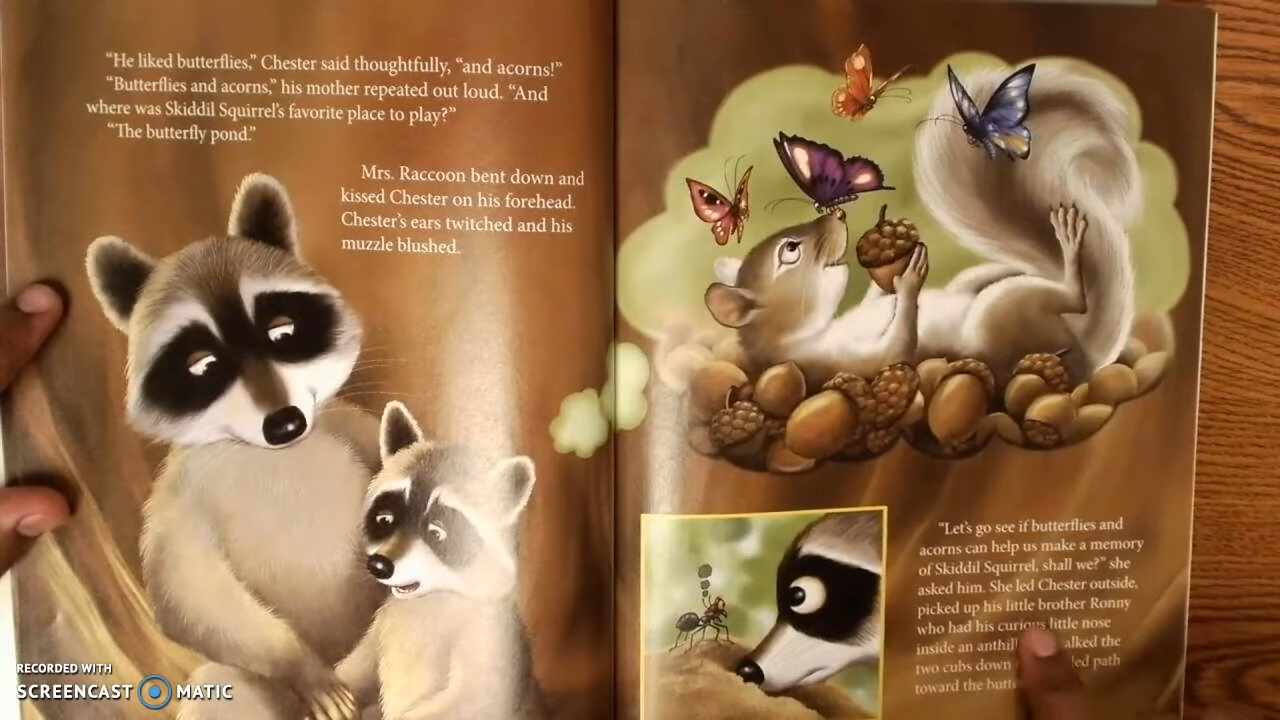 “He liked butterflies,” Chester said thoughtfully, “and acorns!”
“Butterflies and acorns,” his mother repeated out loud. “And
where was Skiddil Squirrel’s favorite place to play?”
“The butterfly pond.”
Mrs. Raccoon bent down and
kissed Chester on his forehead.
Chester’s ears twitched and his
muzzle blushed.
“Let’s go see if butterflies and
acorns can help us make a memory
of Skiddil Squirrel, shall we?” she
asked him. She led Chester outside,
picked up his little brother Ronny
who had his curious little nose
inside an the
two cubs down path
toward the
RECORDED WITH
SCREENCAST MATIC